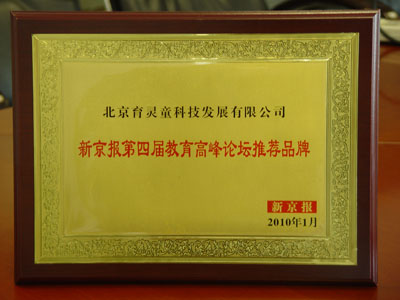 北京育灵童科技发展有限公司
新京报第四届教育高峰论坛推荐品牌
新京报
2010年1月